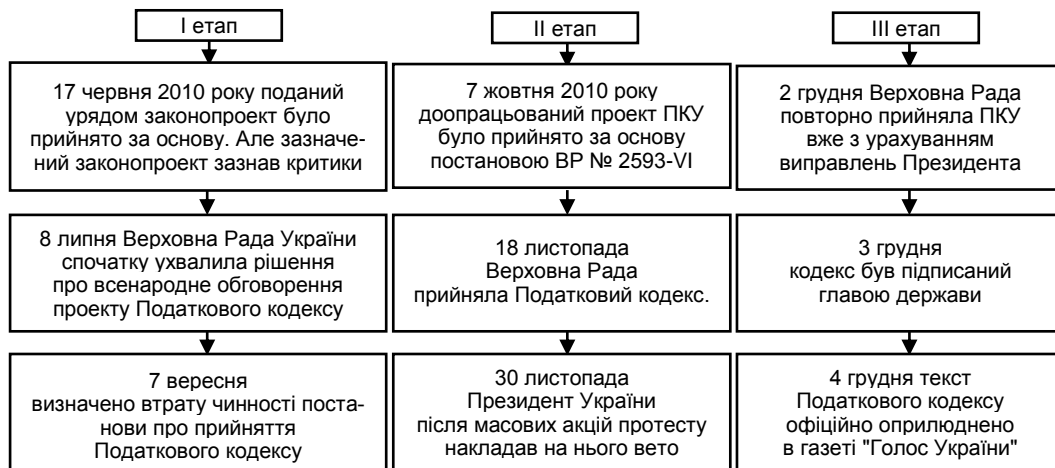 І етап
17 червня 2010 року поданий
урядом законопроект було
прийнято за основу. Але зазначе-
ний законопроект зазнав критики
8 липня Верховна Рада України
спочатку ухвалила рішення
про всенародне обговорення
проекту Податкового кодексу
7 вересня
визначено втрату чинності поста-
нови про прийняття
Податкового кодексу
ІІ етап
7 жовтня 2010 року
доопрацьований проект ПКУ
було прийнято за основу
постановою ВР № 2593-VI
18 листопада
Верховна Рада
прийняла Податковий кодекс.
30 листопада
Президент України
після масових акцій протесту
накладав на нього вето
ІІІ етап
2 грудня Верховна Рада
повторно прийняла ПКУ
вже з урахуванням
виправлень Президента
3 грудня
кодекс був підписаний
главою держави
4 грудня текст
Податкового кодексу
офіційно оприлюднено
в газеті "Голос України"